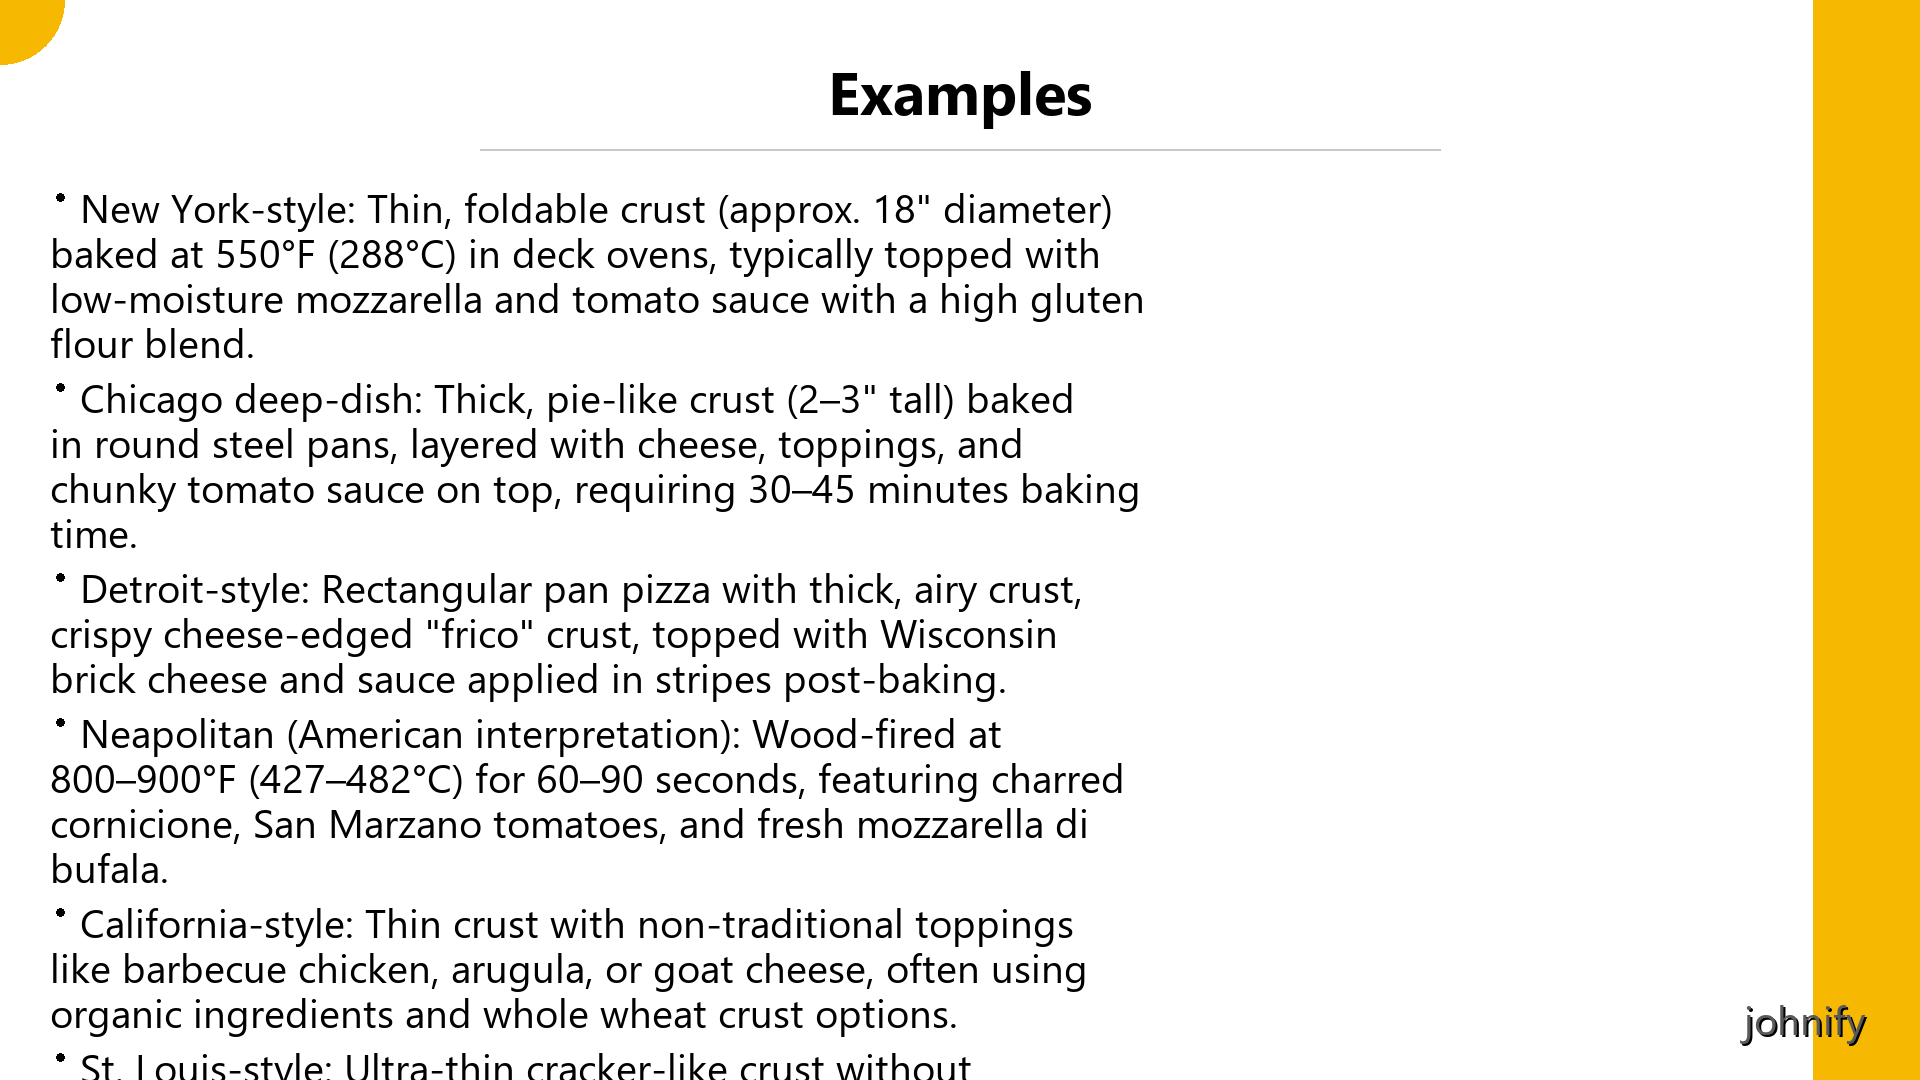 Examples
• New York-style: Thin, foldable crust (approx. 18" diameter)
baked at 550°F (288°C) in deck ovens, typically topped with
low-moisture mozzarella and tomato sauce with a high gluten
flour blend.
• Chicago deep-dish: Thick, pie-like crust (2–3" tall) baked
in round steel pans, layered with cheese, toppings, and
chunky tomato sauce on top, requiring 30–45 minutes baking
time.
• Detroit-style: Rectangular pan pizza with thick, airy crust,
crispy cheese-edged "frico" crust, topped with Wisconsin
brick cheese and sauce applied in stripes post-baking.
• Neapolitan (American interpretation): Wood-fired at
800–900°F (427–482°C) for 60–90 seconds, featuring charred
cornicione, San Marzano tomatoes, and fresh mozzarella di
bufala.
• California-style: Thin crust with non-traditional toppings
like barbecue chicken, arugula, or goat cheese, often using
organic ingredients and whole wheat crust options.
• St. Louis-style: Ultra-thin cracker-like crust without
johnify